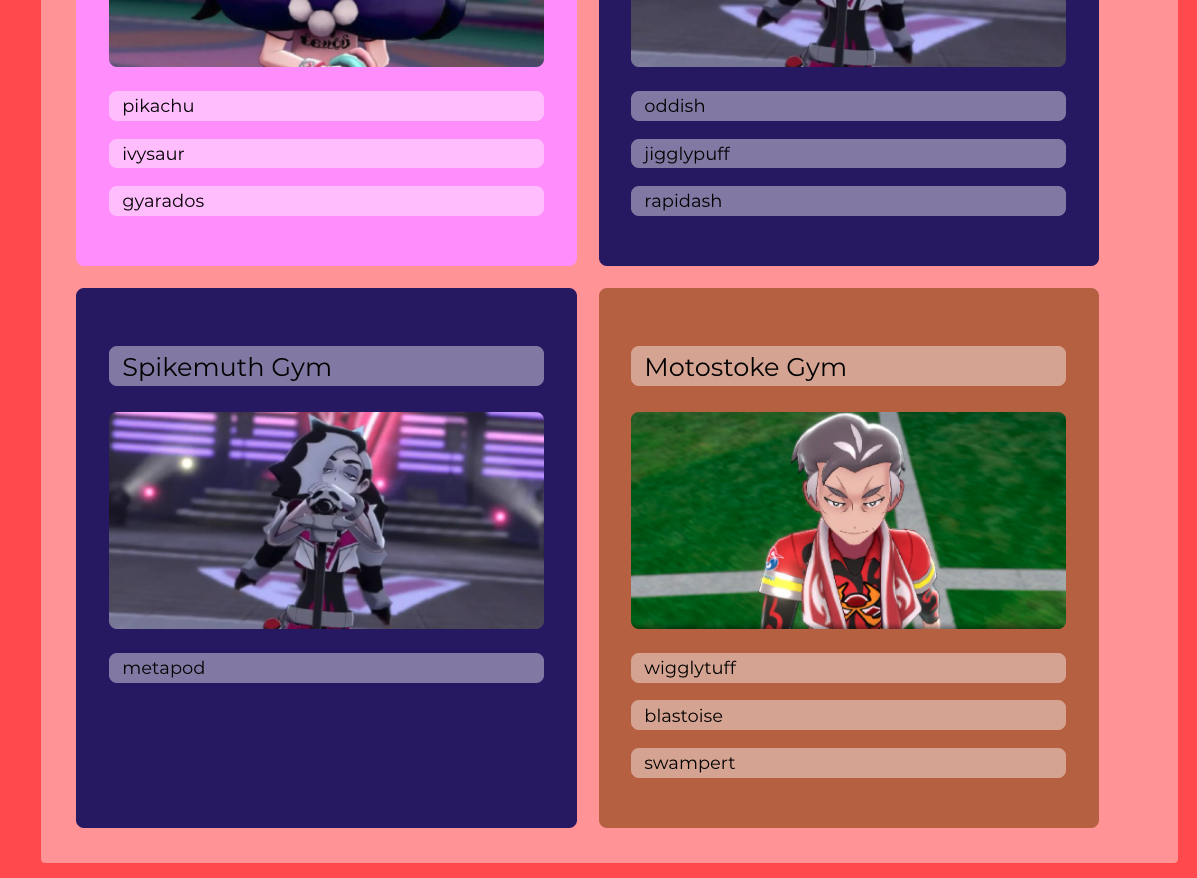 pikachu
ivysaur
gyarados
oddish
jigglypuff
rapidash
Spikemuth Gym
metapod
Motostoke Gym
wigglytuff
blastoise
swampert